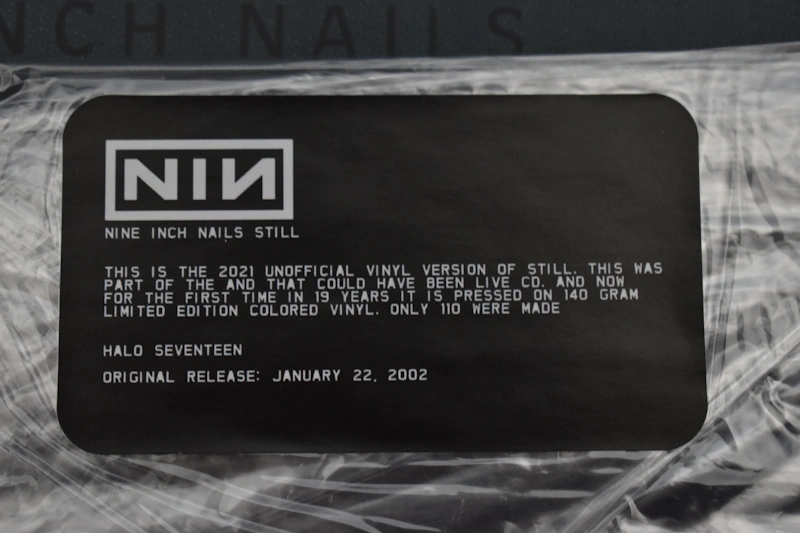 NCH NAILS
NIN
NINE INCH NAILS STILL
THIS IS THE 2021 UNOFFICIAL VINYL VERSION OF STILL. THIS WAS
PART OF THE AND THAT COULD HAVE BEEN LIVE CD. AND NOW
FOR THE FIRST TIME IN 19 YEARS IT IS PRESSED ON 140 GRAM
LIMITED EDITION COLORED VINYL. ONLY 110 WERE MADE
HALO SEVENTEEN
ORIGINAL RELEASE: JANUARY 22, 2002